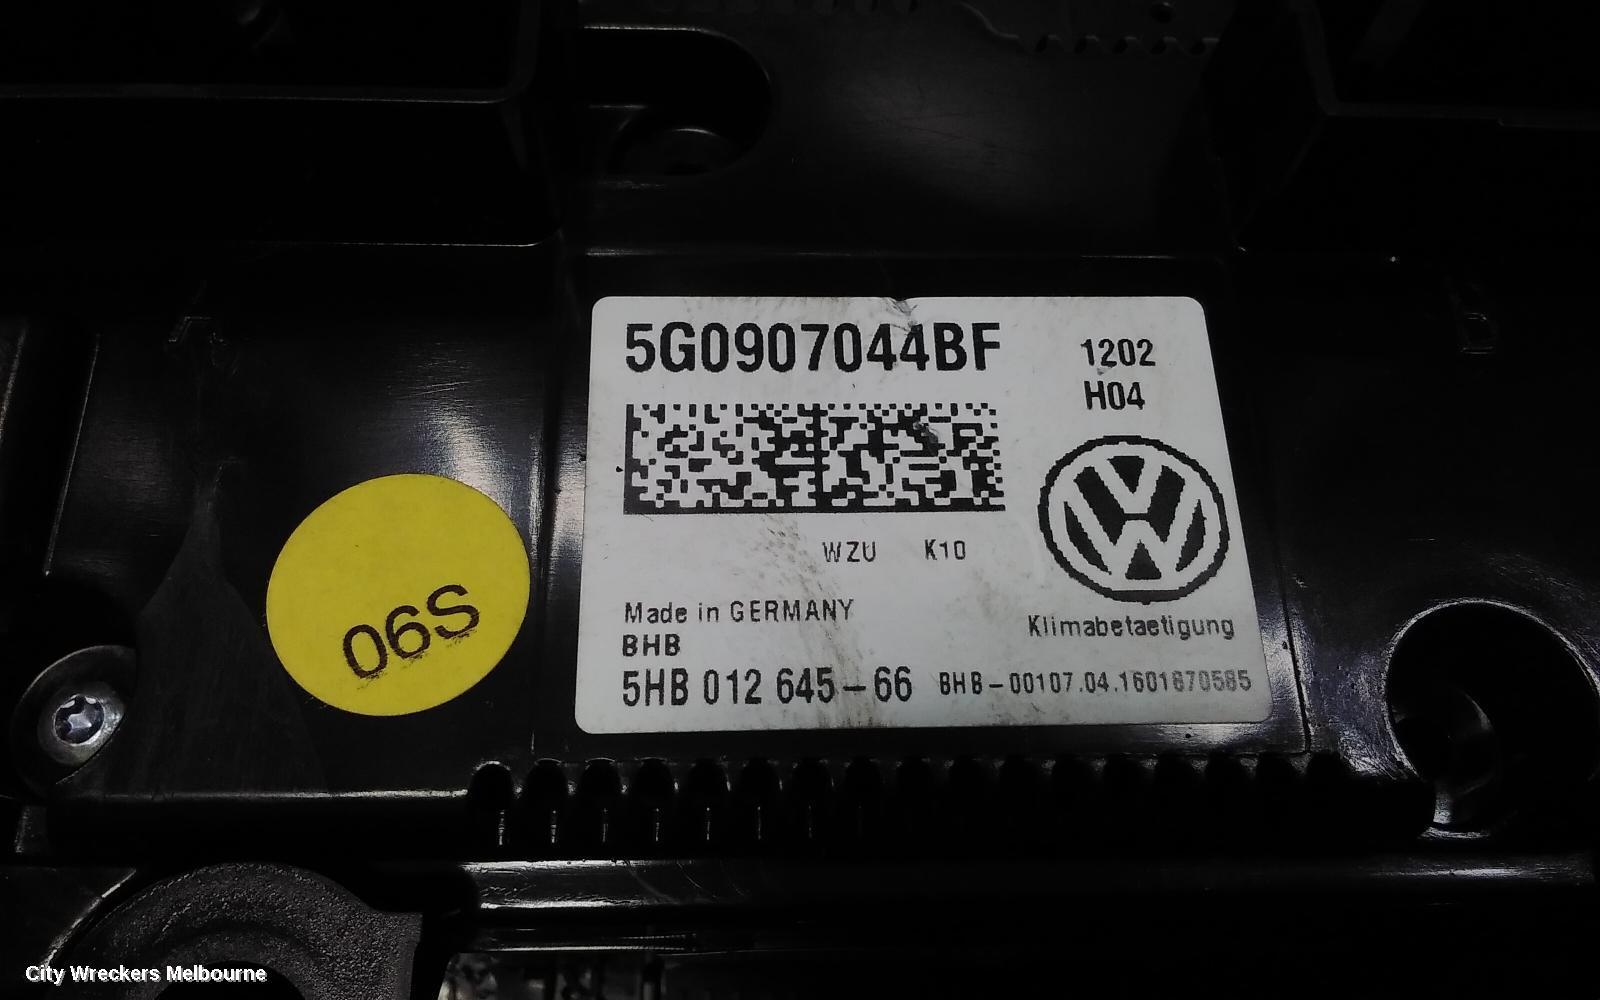 5G0907044BF
1202
H04
WZU K10
Made in GERMANY
BHB
Klimabetaetigung
5HB 012 645-66
BHB-00107.04.1601670585
06S
City Wreckers Melbourne